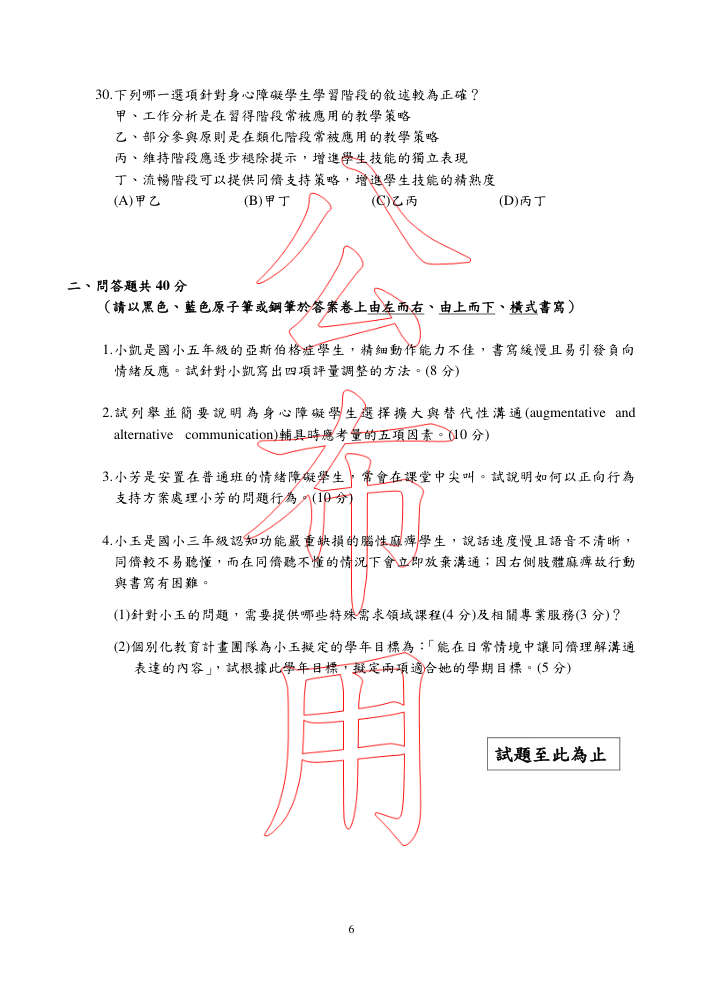 30.下列哪一選項針對身心障礙學生學習階段的敘述較為正確？
甲、工作分析是在習得階段常被應用的教學策略
乙、部分參與原則是在類化階段常被應用的教學策略
丙、維持階段應逐步褪除提示，增進學生技能的獨立表現
丁、流暢階段可以提供同儕支持策略，增進學生技能的精熟度
(A)甲乙 (B)甲丁 (C)乙丙 (D)丙丁
二、問答題共 40 分
（請以黑色、藍色原子筆或鋼筆於答案卷上由左而右、由上而下、橫式書寫）
1.小凱是國小五年級的亞斯伯格症學生，精細動作能力不佳，書寫緩慢且易引發負向
情緒反應。試針對小凱寫出四項評量調整的方法。(8 分)
2.試列舉並簡要說明為身心障礙學生選擇擴大與替代性溝通(augmentative and
alternative communication)輔具時應考量的五項因素。(10 分)
3.小芳是安置在普通班的情緒障礙學生，常會在課堂中尖叫。試說明如何以正向行為
支持方案處理小芳的問題行為。(10 分)
4.小玉是國小三年級認知功能嚴重缺損的腦性麻痺學生，說話速度慢且語音不清晰，
同儕較不易聽懂，而在同儕聽不懂的情況下會立即放棄溝通；因右側肢體麻痺故行動
與書寫有困難。
(1)針對小玉的問題，需要提供哪些特殊需求領域課程(4 分)及相關專業服務(3 分)？
(2)個別化教育計畫團隊為小玉擬定的學年目標為：「能在日常情境中讓同儕理解溝通
表達的內容」，試根據此學年目標，擬定兩項適合她的學期目標。(5 分)
試題至此為止
公布用
6